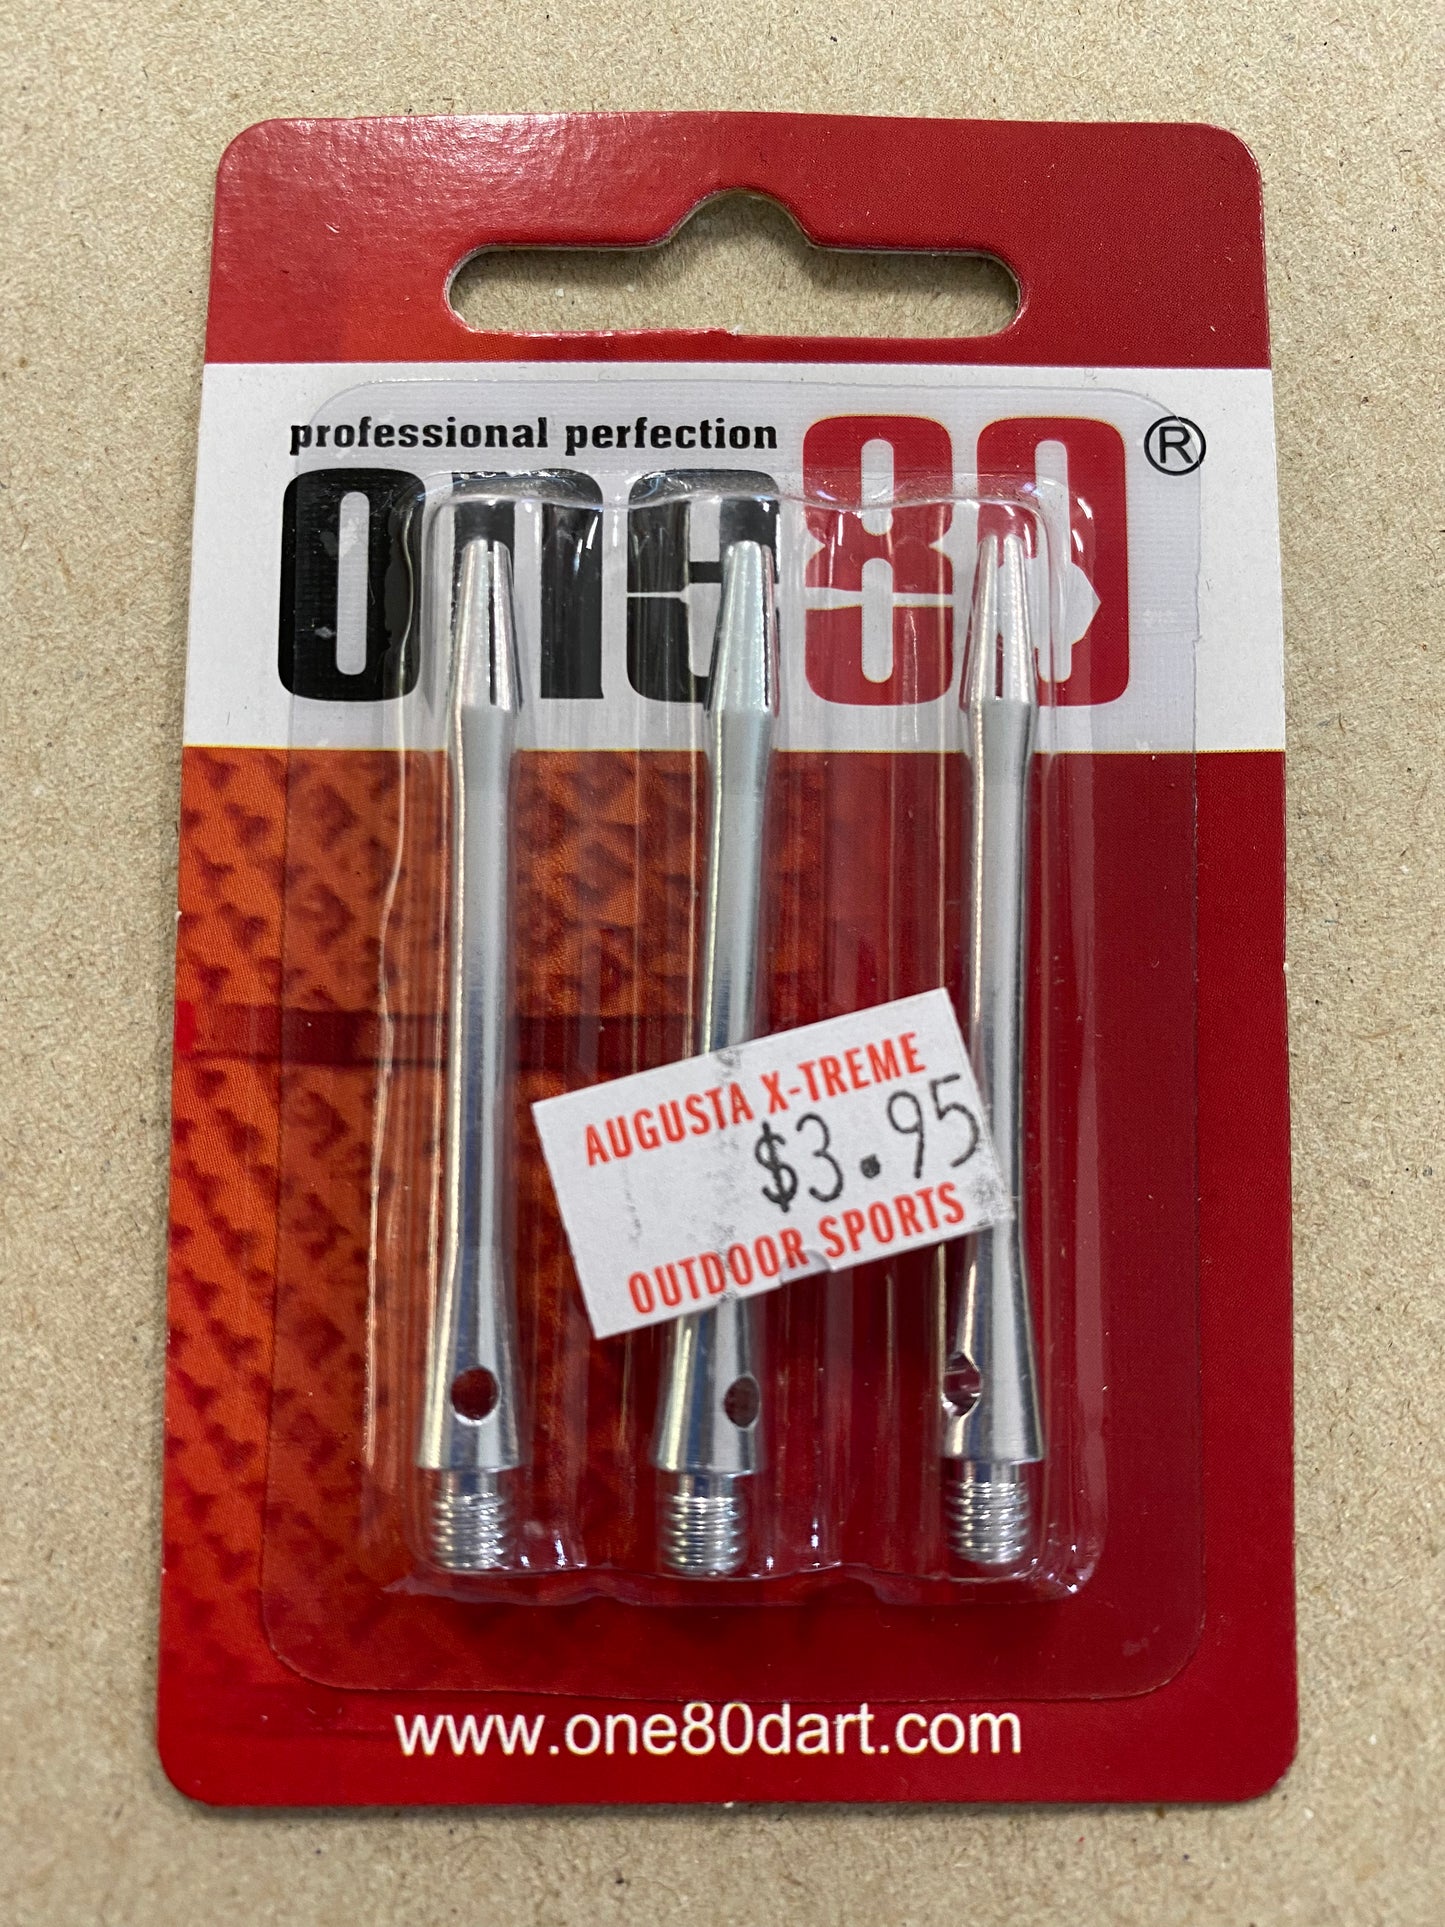 professional perfection
one80®
AUGUSTA X-TREME
$3.95
OUTDOOR SPORTS
www.one80dart.com